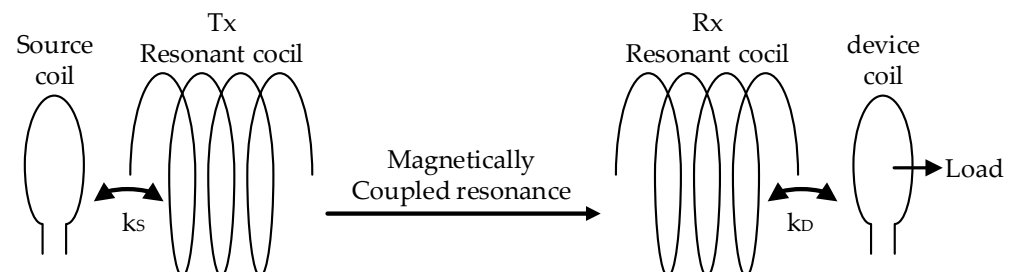 Source
coil
Tx
Resonant cocil
Rx
Resonant cocil
device
coil
Magnetically
Coupled resonance
Load
kS
kD